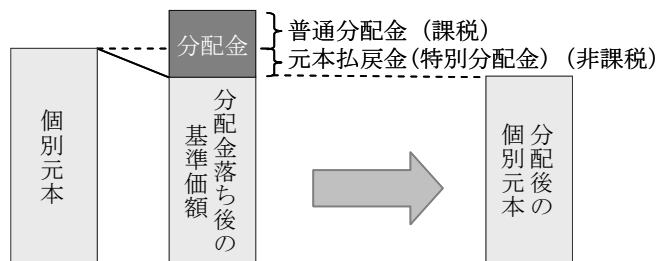 分配金
普通分配金（課税）
元本払戻金(特別分配金)（非課税）
個別元本
分配金落ち後の
基準価額
分配後の
個別元本